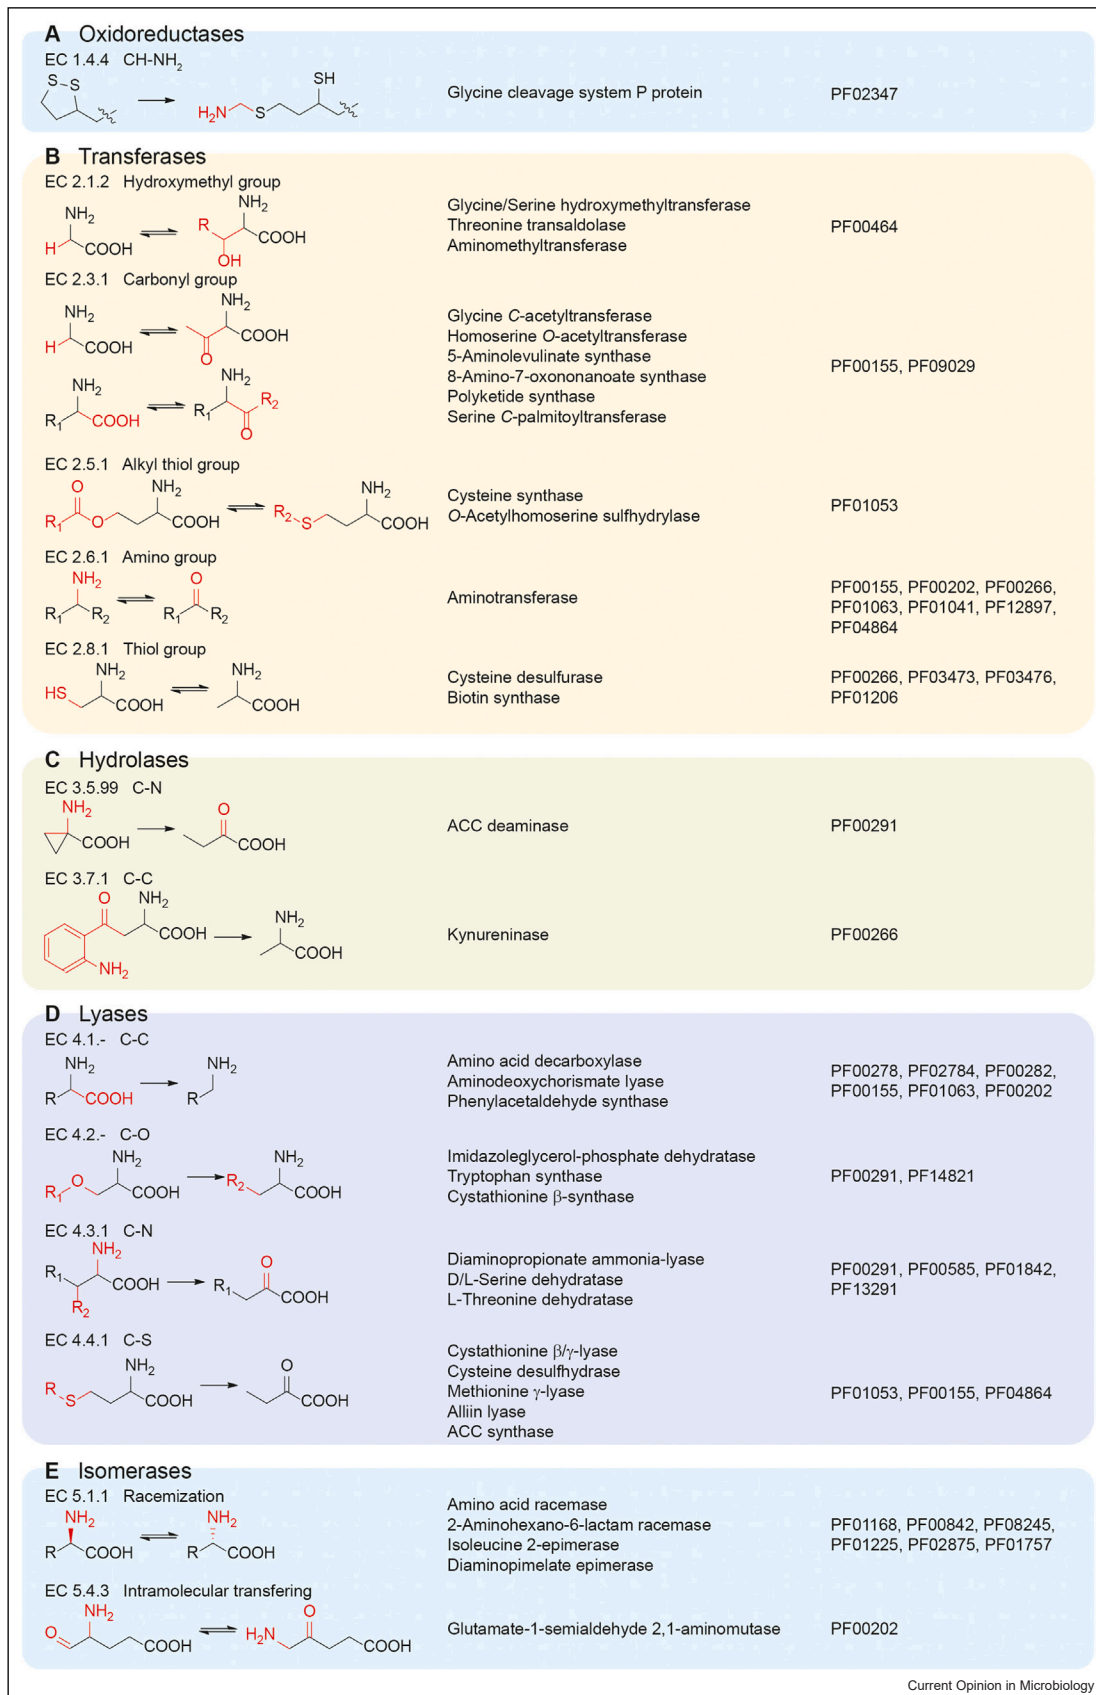 A Oxidoreductases
EC 1.4.4 CH-NH2
S S
SH
H2N S
Glycine cleavage system P protein
PF02347
B Transferases
EC 2.1.2 Hydroxymethyl group
NH2
H COOH
NH2
R COOH
OH
Glycine/Serine hydroxymethyltransferase
Threonine transaldolase
Aminomethyltransferase
PF00464
EC 2.3.1 Carbonyl group
NH2
H COOH
NH2
COOH
O
NH2
R1 COOH
NH2
R1 R2
O
Glycine C-acetyltransferase
Homoserine O-acetyltransferase
5-Aminolevulinate synthase
8-Amino-7-oxononanoate synthase
Polyketide synthase
Serine C-palmitoyltransferase
PF00155, PF09029
EC 2.5.1 Alkyl thiol group
O NH2
R1 O COOH
NH2
R2 S COOH
Cysteine synthase
O-Acetylhomoserine sulfhydrylase
PF01053
EC 2.6.1 Amino group
NH2
R1 R2
O
R1 R2
Aminotransferase
PF00155, PF00202, PF00266,
PF01063, PF01041, PF12897,
PF04864
EC 2.8.1 Thiol group
NH2
HS COOH
NH2
COOH
Cysteine desulfurase
Biotin synthase
PF00266, PF03473, PF03476,
PF01206
C Hydrolases
EC 3.5.99 C-N
NH2
COOH
O
COOH
ACC deaminase
PF00291
EC 3.7.1 C-C
O NH2
COOH
NH2
NH2
COOH
Kynureninase
PF00266
D Lyases
EC 4.1.- C-C
NH2
R COOH
NH2
R
Amino acid decarboxylase
Aminodeoxychorismate lyase
Phenylacetaldehyde synthase
PF00278, PF02784, PF00282,
PF00155, PF01063, PF00202
EC 4.2.- C-O
NH2
R1 O COOH
NH2
R2 COOH
Imidazoleglycerol-phosphate dehydratase
Tryptophan synthase
Cystathionine β-synthase
PF00291, PF14821
EC 4.3.1 C-N
NH2
R1 COOH
R2
O
R1 COOH
Diaminopropionate ammonia-lyase
D/L-Serine dehydratase
L-Threonine dehydratase
PF00291, PF00585, PF01842,
PF13291
EC 4.4.1 C-S
NH2
R S COOH
O
COOH
Cystathionine β/γ-lyase
Cysteine desulfhydrase
Methionine γ-lyase
Alliin lyase
ACC synthase
PF01053, PF00155, PF04864
E Isomerases
EC 5.1.1 Racemization
NH2
R COOH
NH2
R COOH
Amino acid racemase
2-Aminohexano-6-lactam racemase
Isoleucine 2-epimerase
Diaminopimelate epimerase
PF01168, PF00842, PF08245,
PF01225, PF02875, PF01757
EC 5.4.3 Intramolecular transfering
NH2
O COOH
O
H2N COOH
Glutamate-1-semialdehyde 2,1-aminomutase
PF00202
Current Opinion in Microbiology